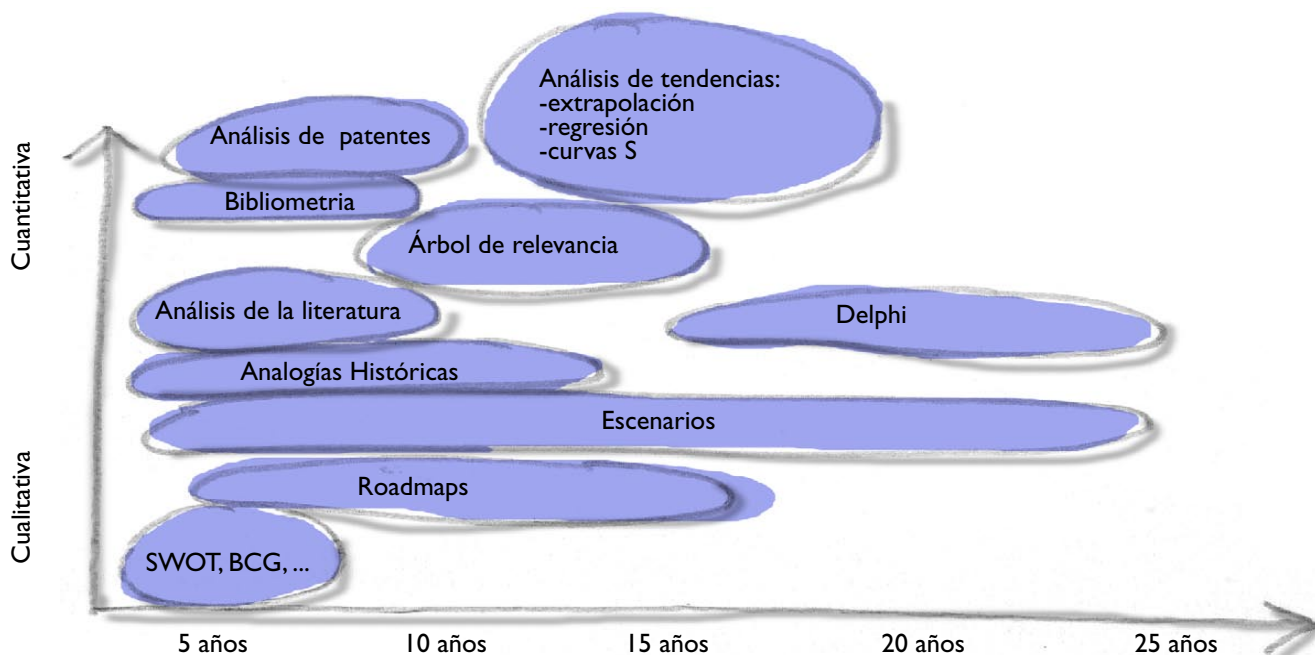 Análisis de tendencias:
-extrapolación
-regresión
-curvas S
Análisis de patentes
Bibliometria
Árbol de relevancia
Análisis de la literatura
Delphi
Analogías Históricas
Escenarios
Roadmaps
SWOT, BCG, ...
Cuantitativa
Cualitativa
5 años
10 años
15 años
20 años
25 años